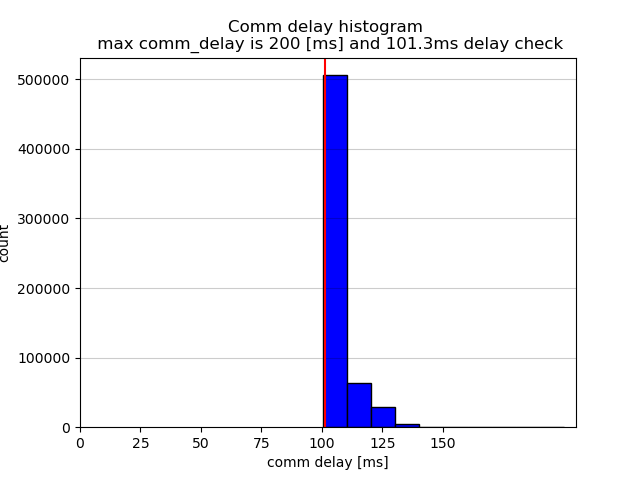 Comm delay histogram
max comm_delay is 200 [ms] and 101.3ms delay check
500000
400000
300000
200000
100000
0
count
0 25 50 75 100 125 150
comm delay [ms]